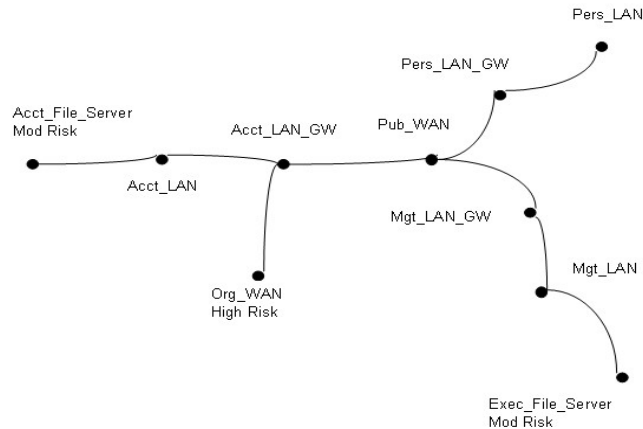 Pers_LAN
Pers_LAN_GW
Acct_File_Server
Mod Risk
Acct_LAN_GW
Pub_WAN
Acct_LAN
Mgt_LAN_GW
Mgt_LAN
Org_WAN
High Risk
Exec_File_Server
Mod Risk